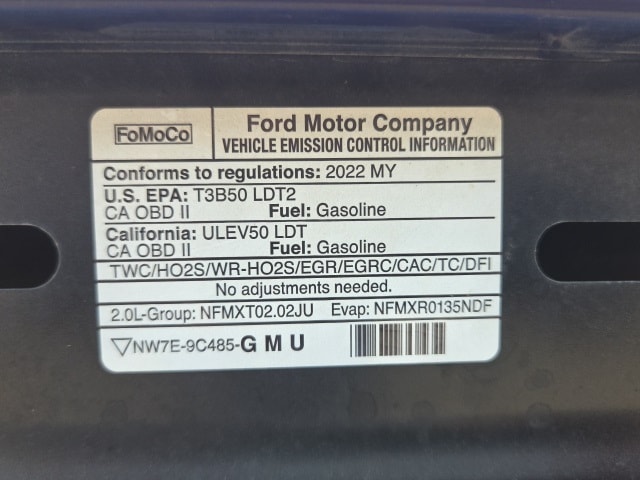 FoMoCo
Ford Motor Company
VEHICLE EMISSION CONTROL INFORMATION
Conforms to regulations: 2022 MY
U.S. EPA: T3B50 LDT2
CA OBD II Fuel: Gasoline
California: ULEV50 LDT
CA OBD II Fuel: Gasoline
TWC/HO2S/WR-HO2S/EGR/EGRC/CAC/TC/DFI
No adjustments needed.
2.0L-Group: NFMXT02.02JU Evap: NFMXR0135NDF
NW7E-9C485-GMU